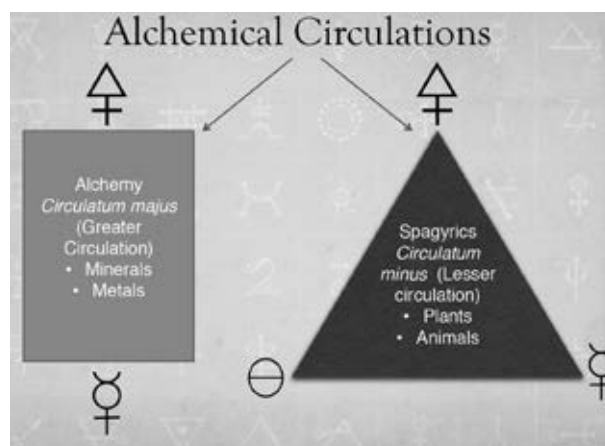 Alchemical Circulations
Alchemy
Circulatum majus
(Greater
Circulation)
• Minerals
• Metals
Spagyrics
Circulatum
minus (Lesser
circulation)
• Plants
• Animals